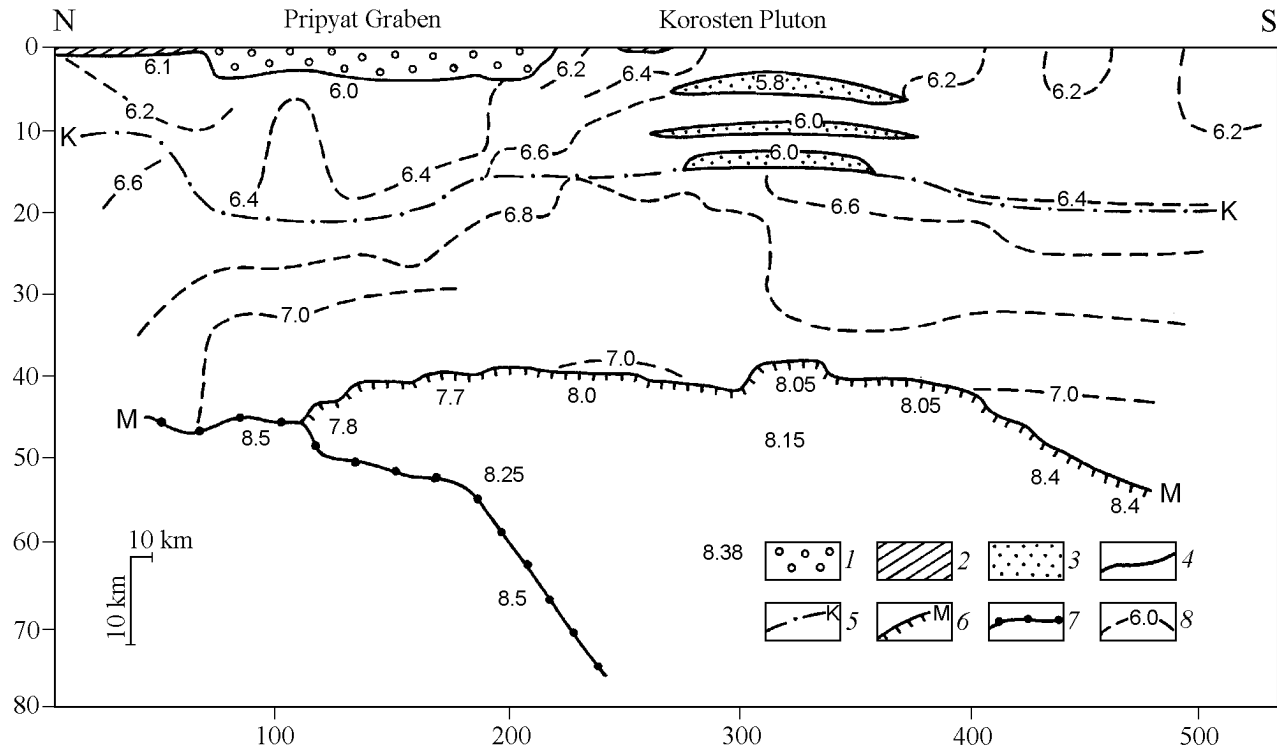 N Pripyat Graben Korosten Pluton S
0
6.1 6.0 6.2 6.4 5.8 6.2 6.2
6.2 6.2
10 K 6.0
6.6 6.0
6.6 6.4 6.4 6.4
20 6.8 6.6 K
30 7.0
40 7.0
7.7 8.0 8.05 8.05 7.0
M 7.8
8.5 8.15
50 8.25 8.4 M
8.4
60 10 km 8.38 1 2 3 4
10 km 8.5
70 K 5 M 6 7 6.0 8
80
100 200 300 400 500